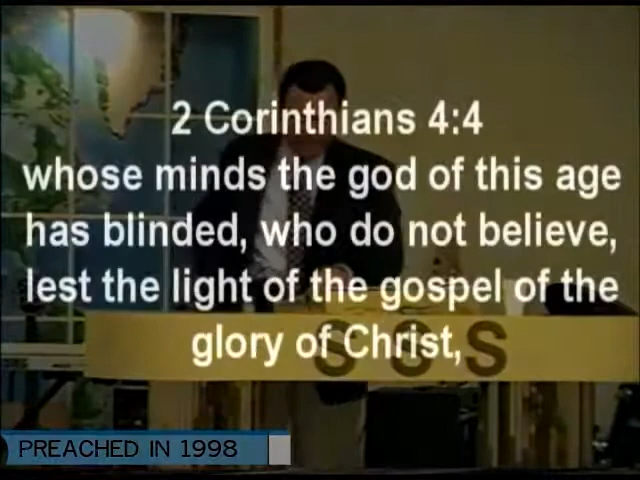 2 Corinthians 4:4
whose minds the god of this age
has blinded, who do not believe,
lest the light of the gospel of the
glory of Christ,
S S S
PREACHED IN 1998